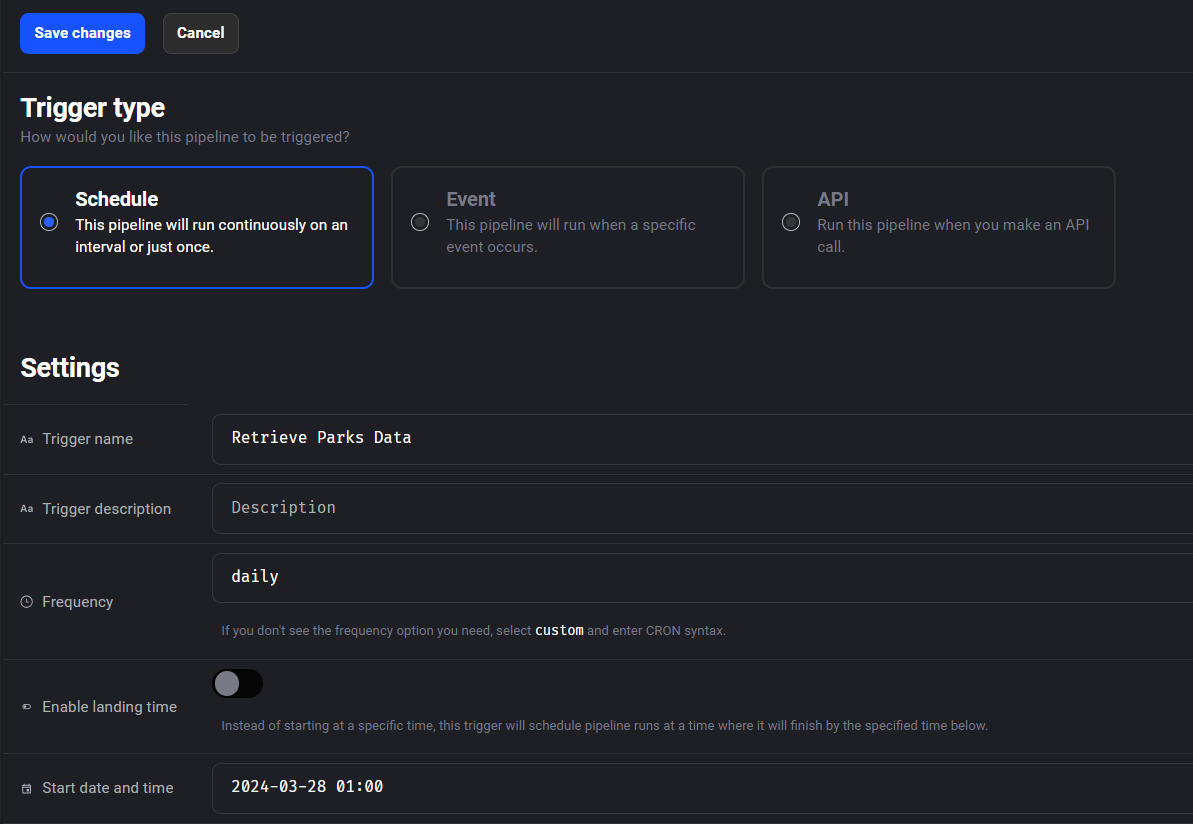 Save changes Cancel
Trigger type
How would you like this pipeline to be triggered?
Schedule
This pipeline will run continuously on an
interval or just once.
Event
This pipeline will run when a specific
event occurs.
API
Run this pipeline when you make an API
call.
Settings
Aa Trigger name Retrieve Parks Data
Aa Trigger description Description
Frequency daily
If you don't see the frequency option you need, select custom and enter CRON syntax.
Enable landing time
Instead of starting at a specific time, this trigger will schedule pipeline runs at a time where it will finish by the specified time below.
Start date and time 2024-03-28 01:00